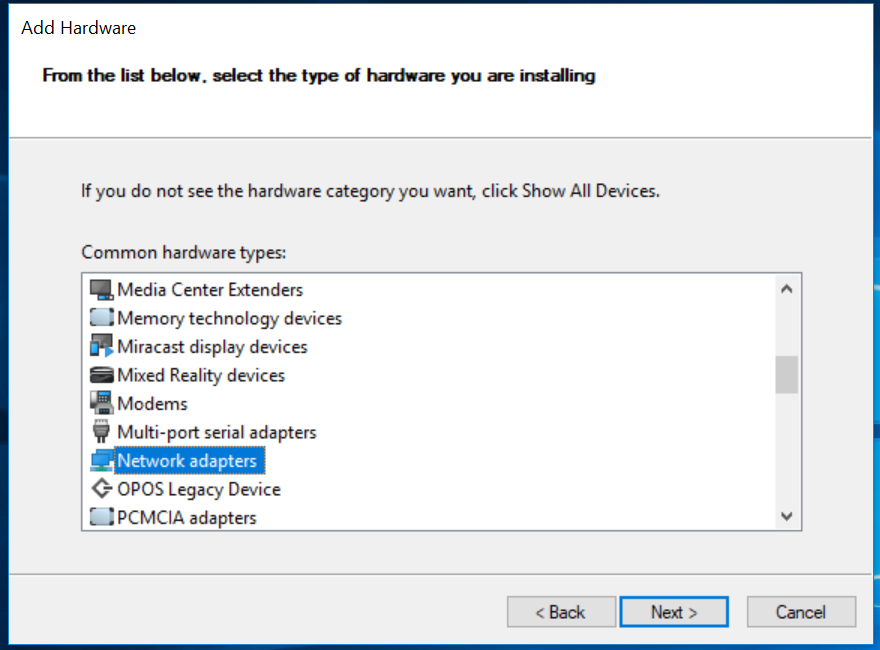 Add Hardware
From the list below, select the type of hardware you are installing
If you do not see the hardware category you want, click Show All Devices.
Common hardware types:
Media Center Extenders
Memory technology devices
Miracast display devices
Mixed Reality devices
Modems
Multi-port serial adapters
Network adapters
OPOS Legacy Device
PCMCIA adapters
< Back Next > Cancel